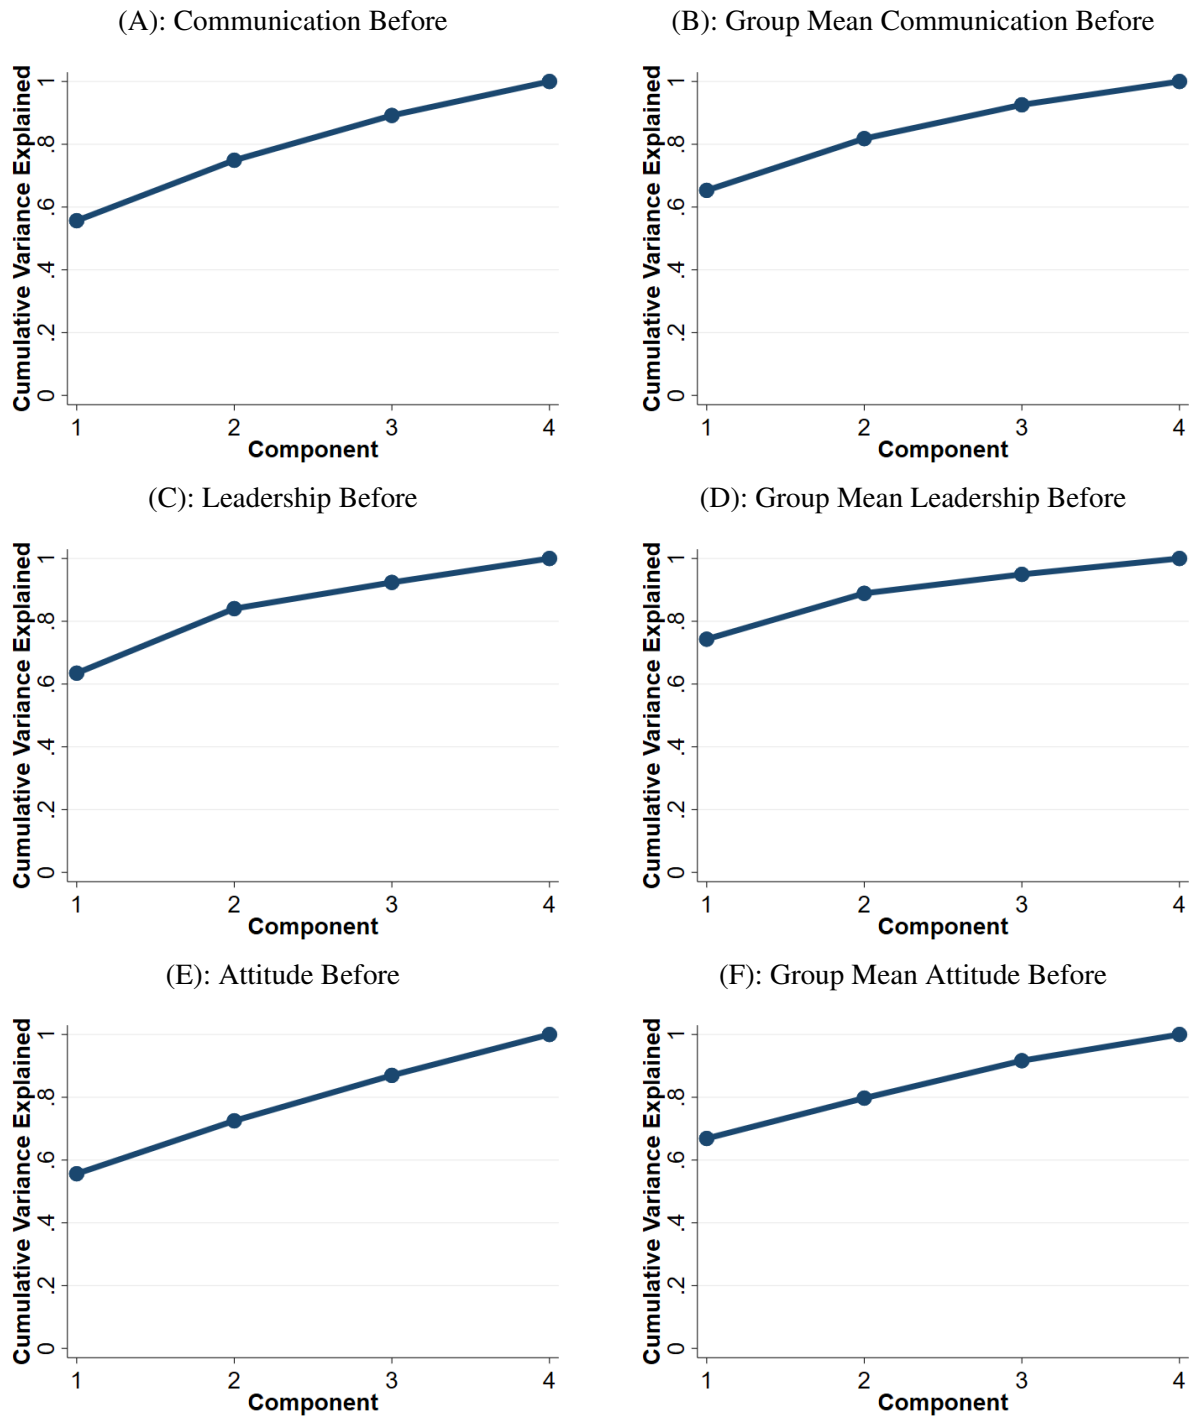 (A): Communication Before
Cumulative Variance Explained
1
.8
.6
.4
.2
0
1 2 3 4
Component
(B): Group Mean Communication Before
Cumulative Variance Explained
1
.8
.6
.4
.2
0
1 2 3 4
Component
(C): Leadership Before
Cumulative Variance Explained
1
.8
.6
.4
.2
0
1 2 3 4
Component
(D): Group Mean Leadership Before
Cumulative Variance Explained
1
.8
.6
.4
.2
0
1 2 3 4
Component
(E): Attitude Before
Cumulative Variance Explained
1
.8
.6
.4
.2
0
1 2 3 4
Component
(F): Group Mean Attitude Before
Cumulative Variance Explained
1
.8
.6
.4
.2
0
1 2 3 4
Component